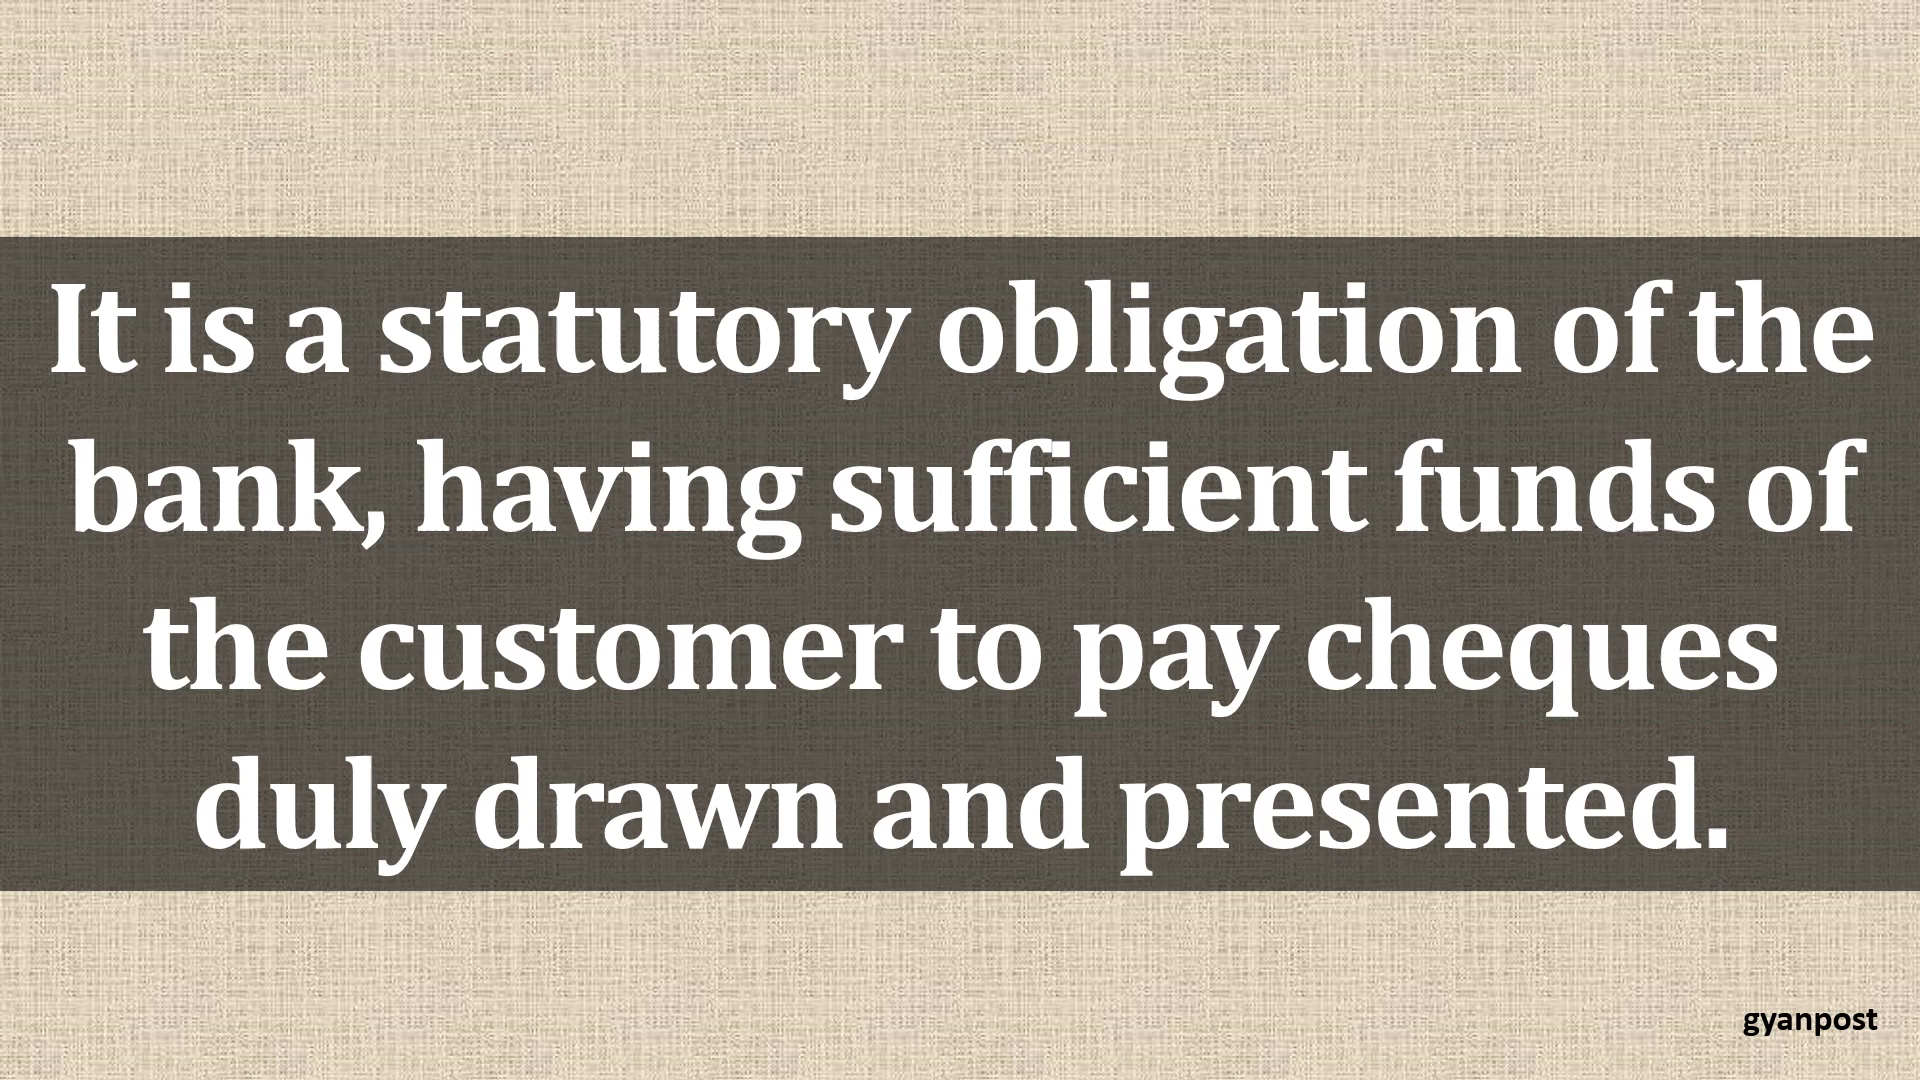 It is a statutory obligation of the
bank, having sufficient funds of
the customer to pay cheques
duly drawn and presented.
gyanpost